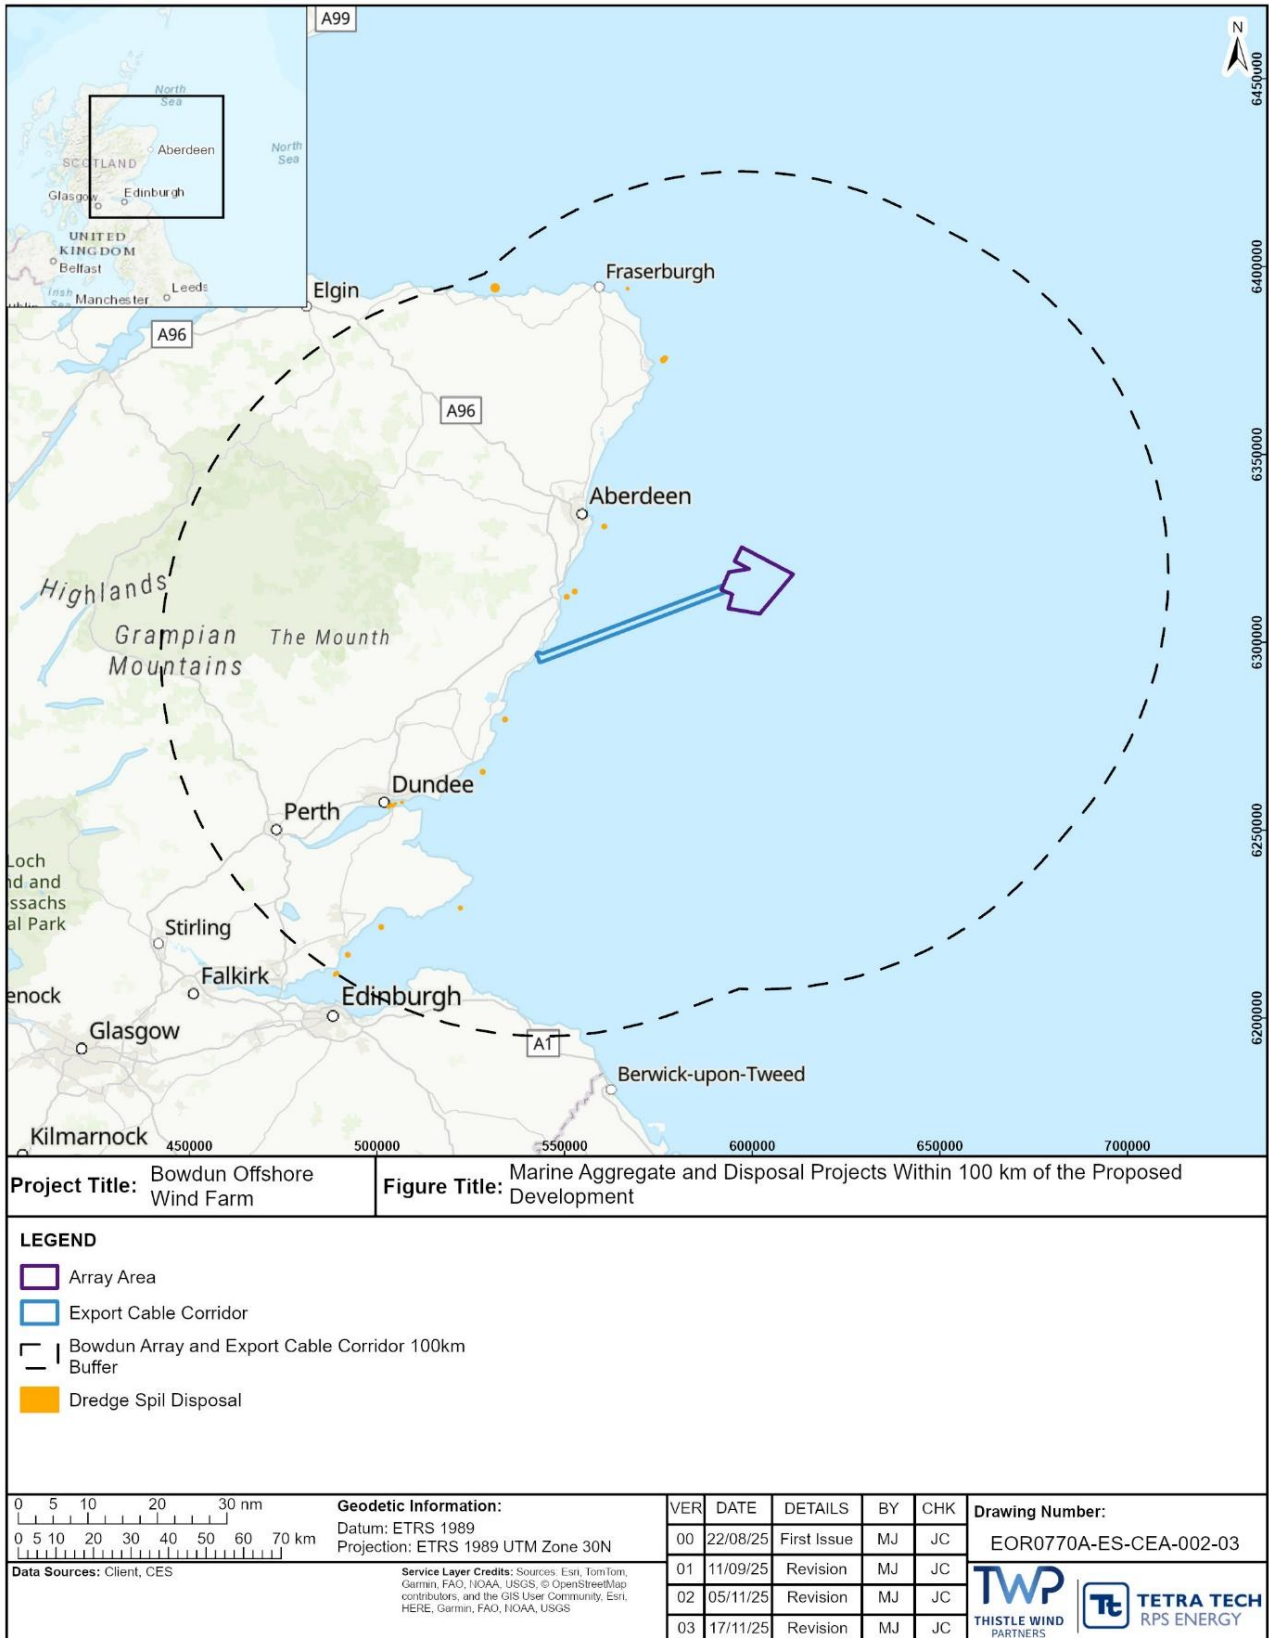 A99
N
North
Sea
Aberdeen
SCOTLAND
North
Sea
Glasgow
Edinburgh
UNITED
KINGDOM
Belfast
Leeds
Irish
Sea
Manchester
Elgin
Fraserburgh
A96
A96
Aberdeen
Highlands
Grampian
Mountains
The Mounth
Dundee
Perth
Loch
nd and
ssachs
al Park
Stirling
Falkirk
enock
Edinburgh
Glasgow
A1
Berwick-upon-Tweed
Kilmarnock
6450000
6400000
6350000
6300000
6250000
6200000
450000 500000 550000 600000 650000 700000
Project Title: Bowdun Offshore
Wind Farm
Figure Title: Marine Aggregate and Disposal Projects Within 100 km of the Proposed
Development
LEGEND
Array Area
Export Cable Corridor
Bowdun Array and Export Cable Corridor 100km
Buffer
Dredge Spil Disposal
0 5 10 20 30 nm
0 5 10 20 30 40 50 60 70 km
Data Sources: Client, CES
Geodetic Information:
Datum: ETRS 1989
Projection: ETRS 1989 UTM Zone 30N
Service Layer Credits: Sources: Esri, TomTom,
Garmin, FAO, NOAA, USGS, © OpenStreetMap
contributors, and the GIS User Community, Esri,
HERE, Garmin, FAO, NOAA, USGS
VER DATE DETAILS BY CHK
00 22/08/25 First Issue MJ JC
01 11/09/25 Revision MJ JC
02 05/11/25 Revision MJ JC
03 17/11/25 Revision MJ JC
Drawing Number:
EOR0770A-ES-CEA-002-03
TWP
THISTLE WIND
PARTNERS
Tt
TETRA TECH
RPS ENERGY